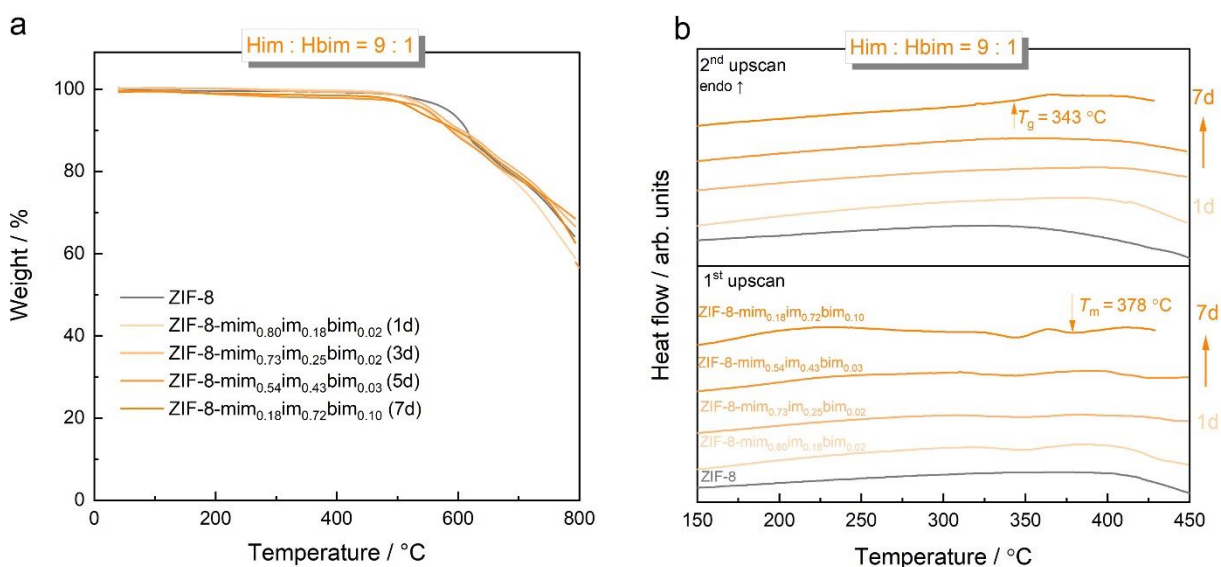 a
Him : Hbim = 9 : 1
100
80
60
40
20
0
Weight / %
ZIF-8
ZIF-8-mim0.80im0.18bim0.02 (1d)
ZIF-8-mim0.73im0.25bim0.02 (3d)
ZIF-8-mim0.54im0.43bim0.03 (5d)
ZIF-8-mim0.18im0.72bim0.10 (7d)
0 200 400 600 800
Temperature / °C
b
Him : Hbim = 9 : 1
2nd upscan
endo ↑
7d
Tg = 343 °C
1d
Heat flow / arb. units
1st upscan
Tm = 378 °C
7d
ZIF-8-mim0.18im0.72bim0.10
ZIF-8-mim0.54im0.43bim0.03
ZIF-8-mim0.73im0.25bim0.02
1d
ZIF-8-mim0.80im0.18bim0.02
ZIF-8
150 200 250 300 350 400 450
Temperature / °C